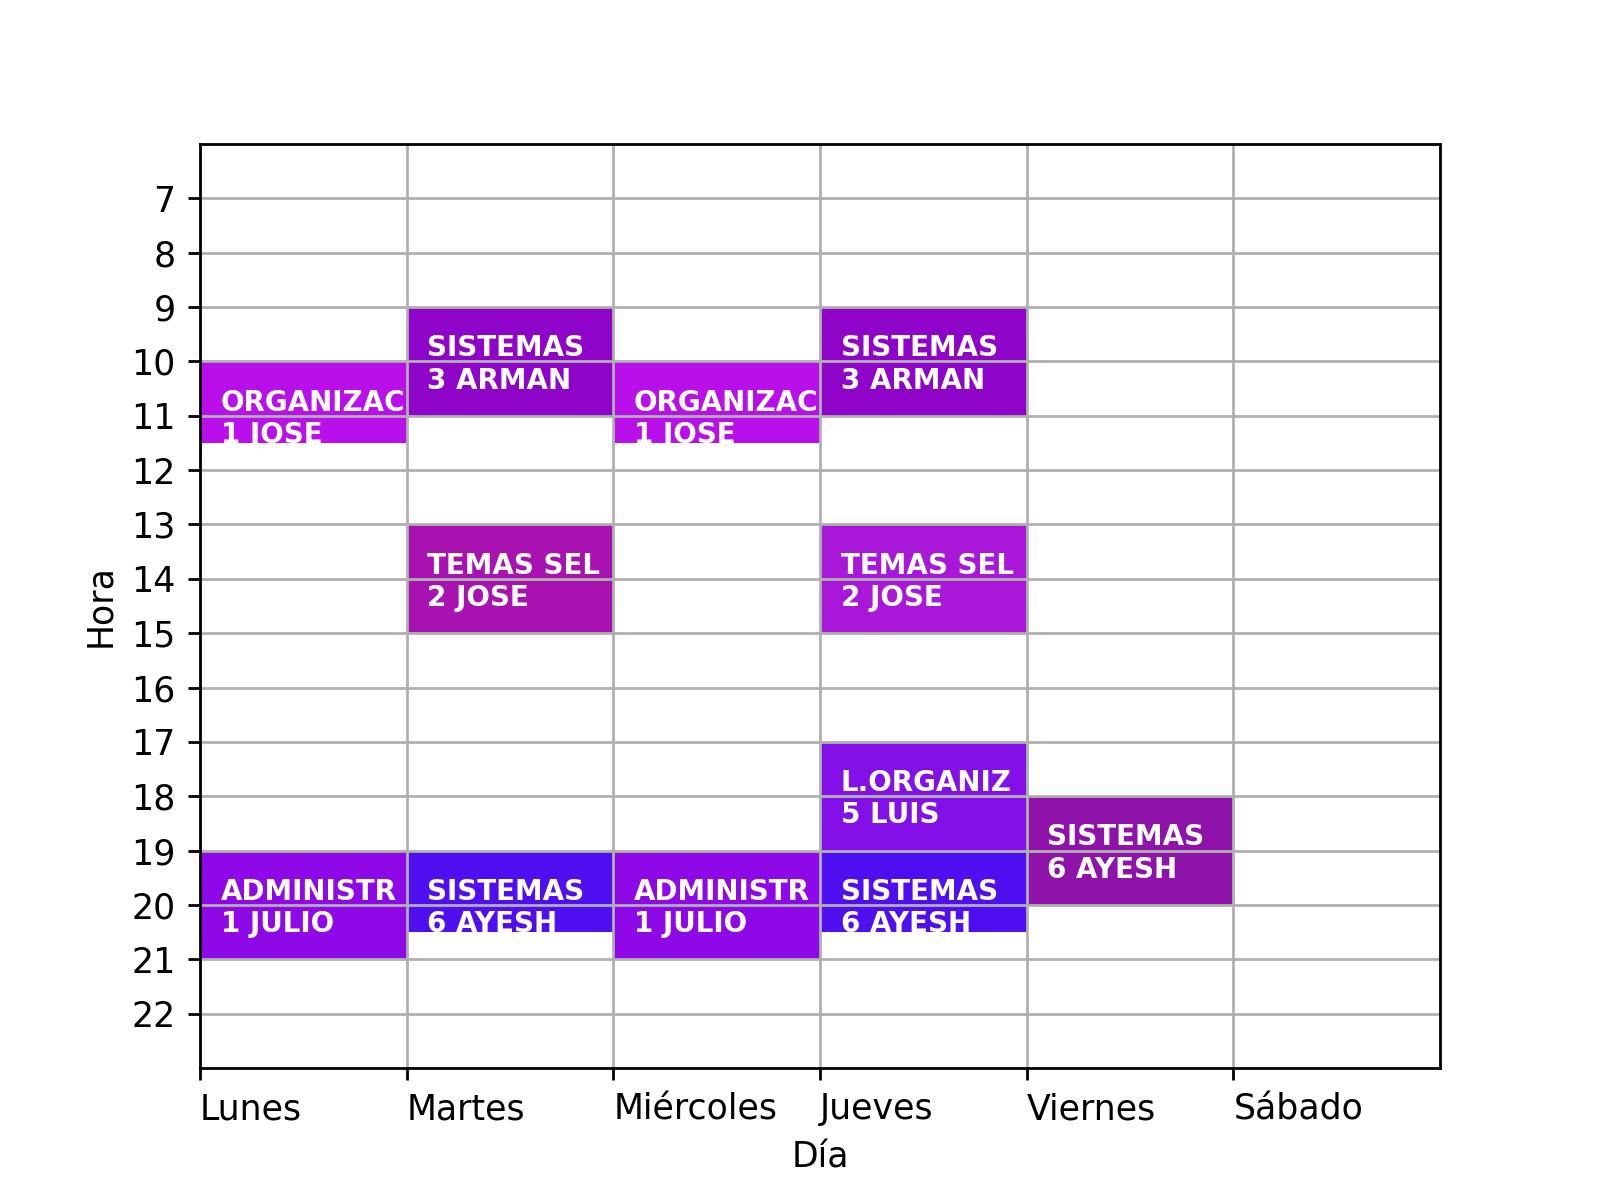 7
8
9
SISTEMAS
SISTEMAS
10
3 ARMAN
3 ARMAN
ORGANIZAC
ORGANIZAC
11
1 JOSE
1 JOSE
12
13
TEMAS SEL
TEMAS SEL
14
2 JOSE
2 JOSE
Hora
15
16
17
L.ORGANIZ
18
5 LUIS
SISTEMAS
19
6 AYESH
ADMINISTR
SISTEMAS
ADMINISTR
SISTEMAS
20
1 JULIO
6 AYESH
1 JULIO
6 AYESH
21
22
Lunes
Martes
Miércoles
Jueves
Viernes
Sábado
Día